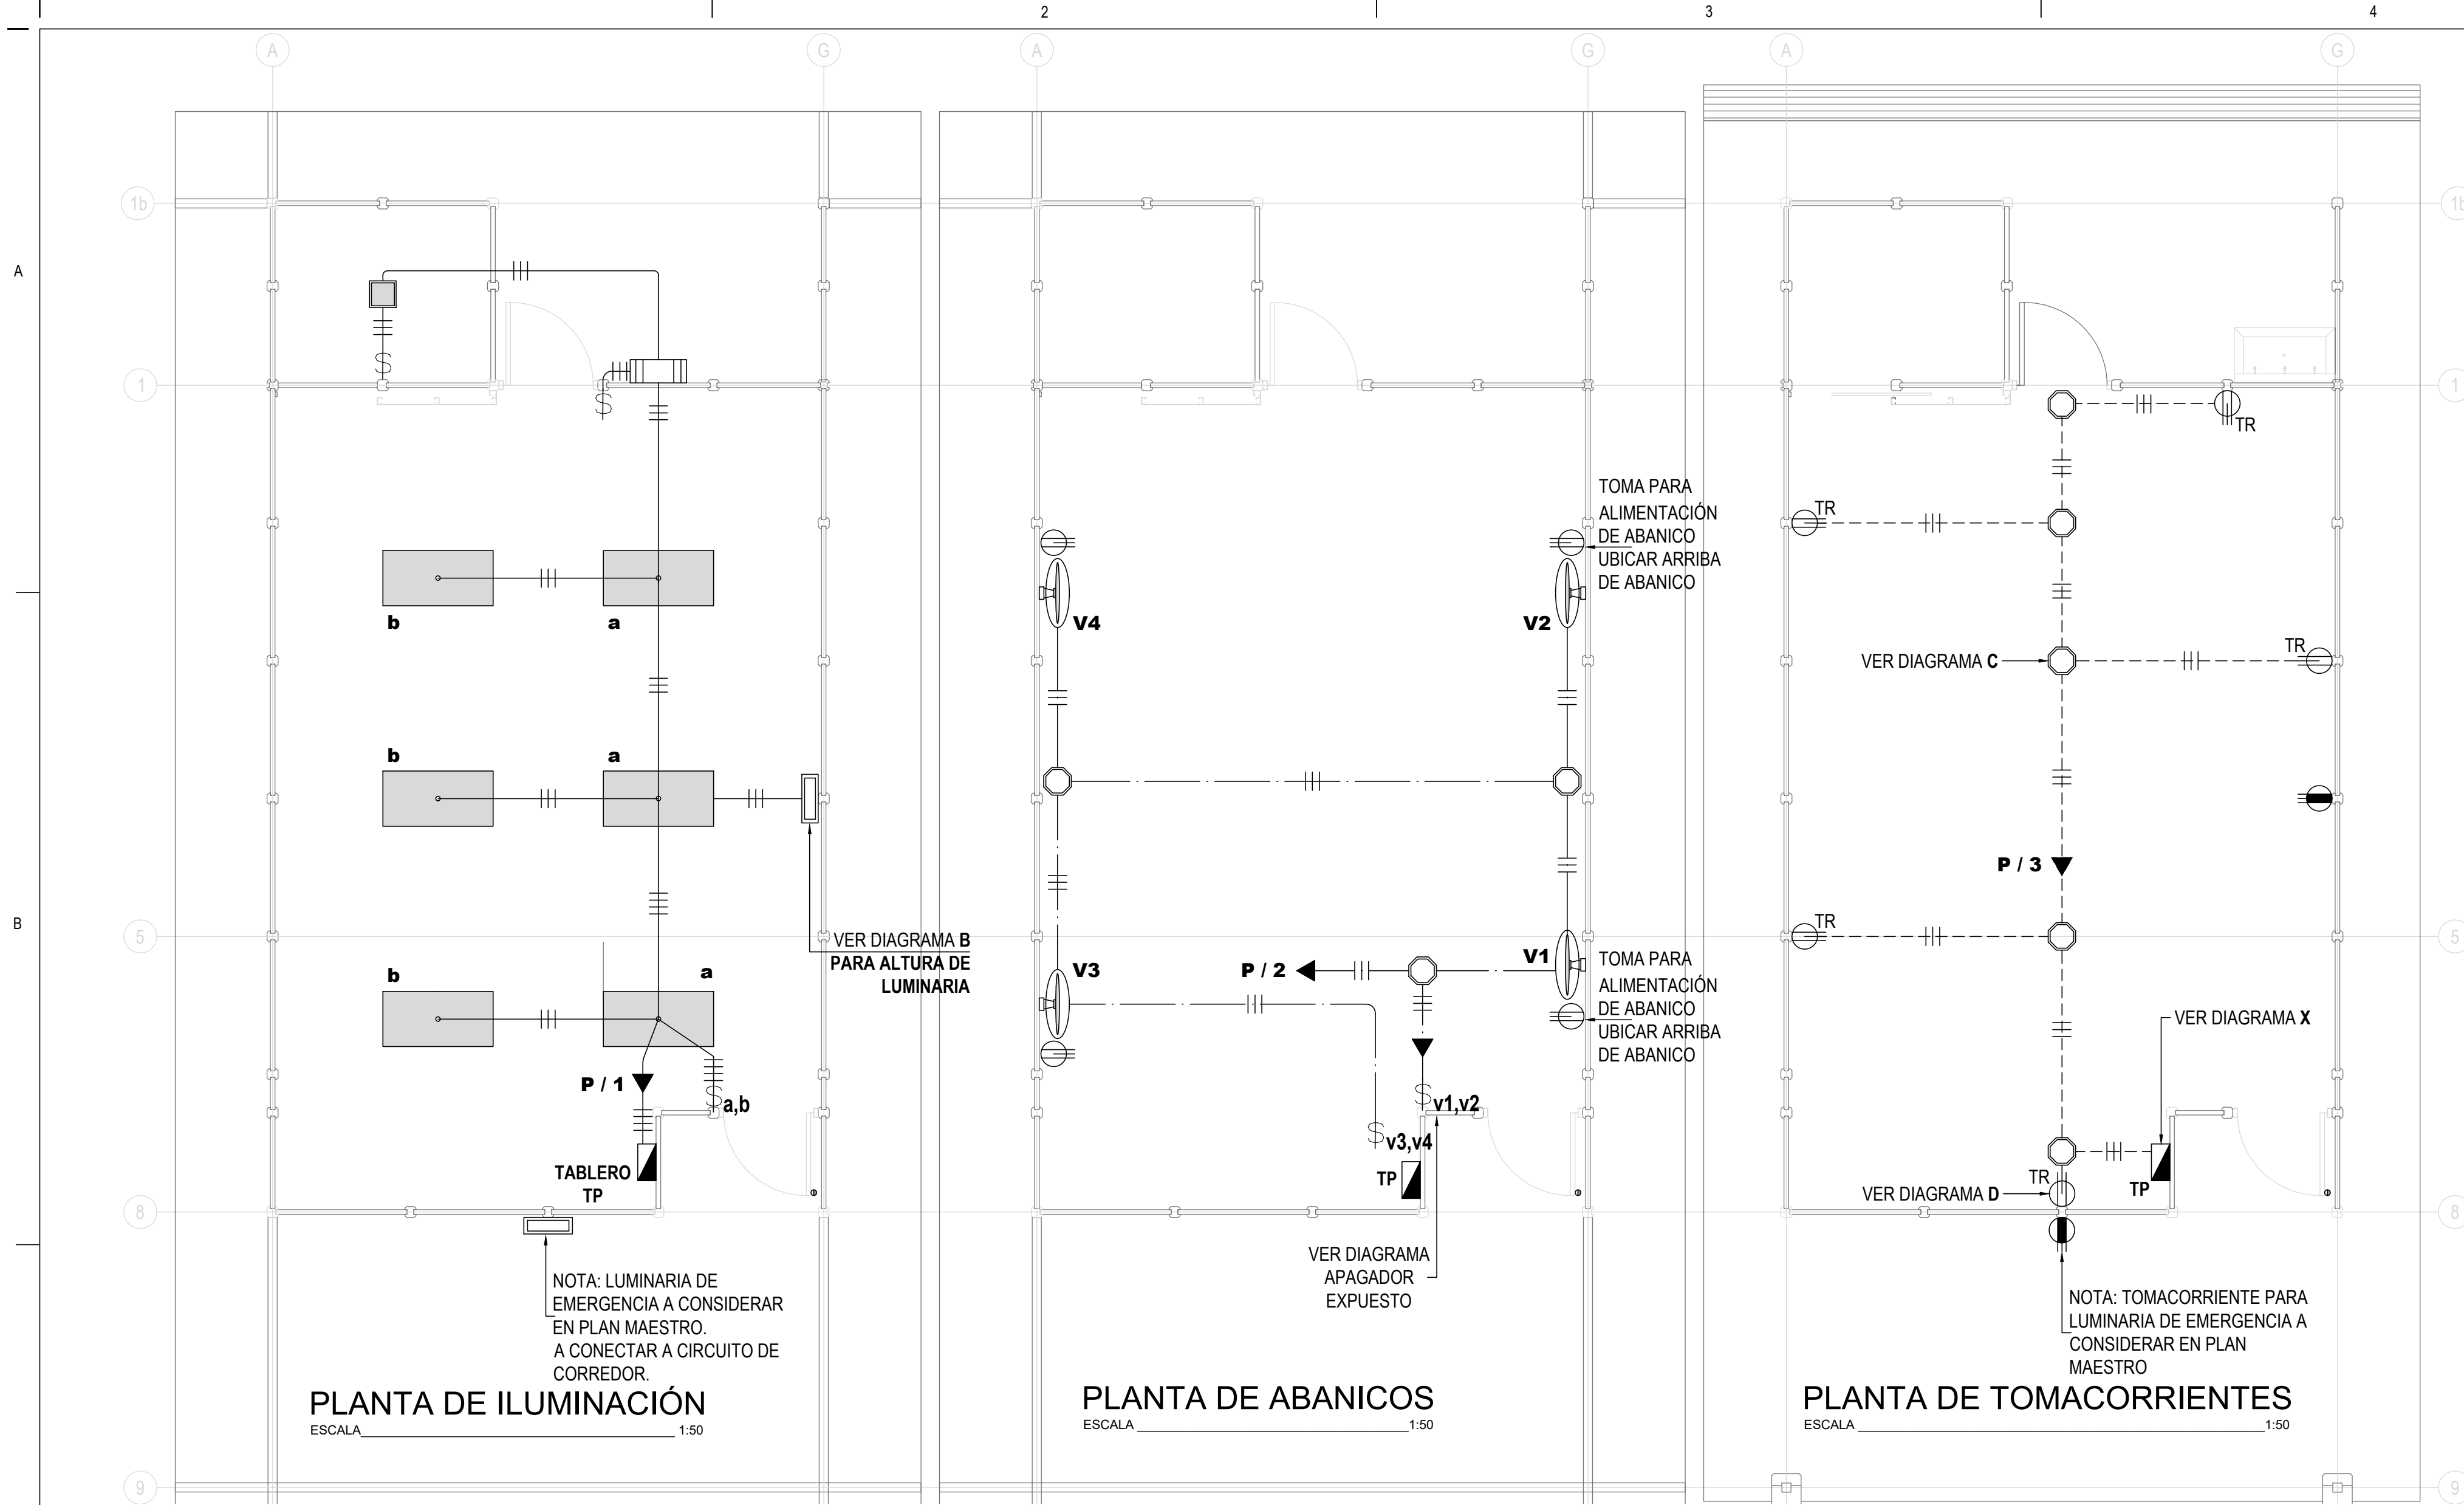 2
3
4
A
B
A
G
1b
1
5
8
9
b
a
b
a
b
a
VER DIAGRAMA B
PARA ALTURA DE
LUMINARIA
P / 1
S
S
S a,b
TABLERO
TP
NOTA: LUMINARIA DE
EMERGENCIA A CONSIDERAR
EN PLAN MAESTRO.
A CONECTAR A CIRCUITO DE
CORREDOR.
PLANTA DE ILUMINACIÓN
ESCALA 1:50
A
G
TOMA PARA
ALIMENTACIÓN
DE ABANICO
UBICAR ARRIBA
DE ABANICO
V4
V2
V3
P / 2
V1
TOMA PARA
ALIMENTACIÓN
DE ABANICO
UBICAR ARRIBA
DE ABANICO
S v1,v2
S v3,v4
TP
VER DIAGRAMA
APAGADOR
EXPUESTO
PLANTA DE ABANICOS
ESCALA 1:50
A
G
1b
1
5
8
9
TR
TR
TR
VER DIAGRAMA C
P / 3
TR
VER DIAGRAMA X
TR
TP
VER DIAGRAMA D
NOTA: TOMACORRIENTE PARA
LUMINARIA DE EMERGENCIA A
CONSIDERAR EN PLAN
MAESTRO
PLANTA DE TOMACORRIENTES
ESCALA 1:50